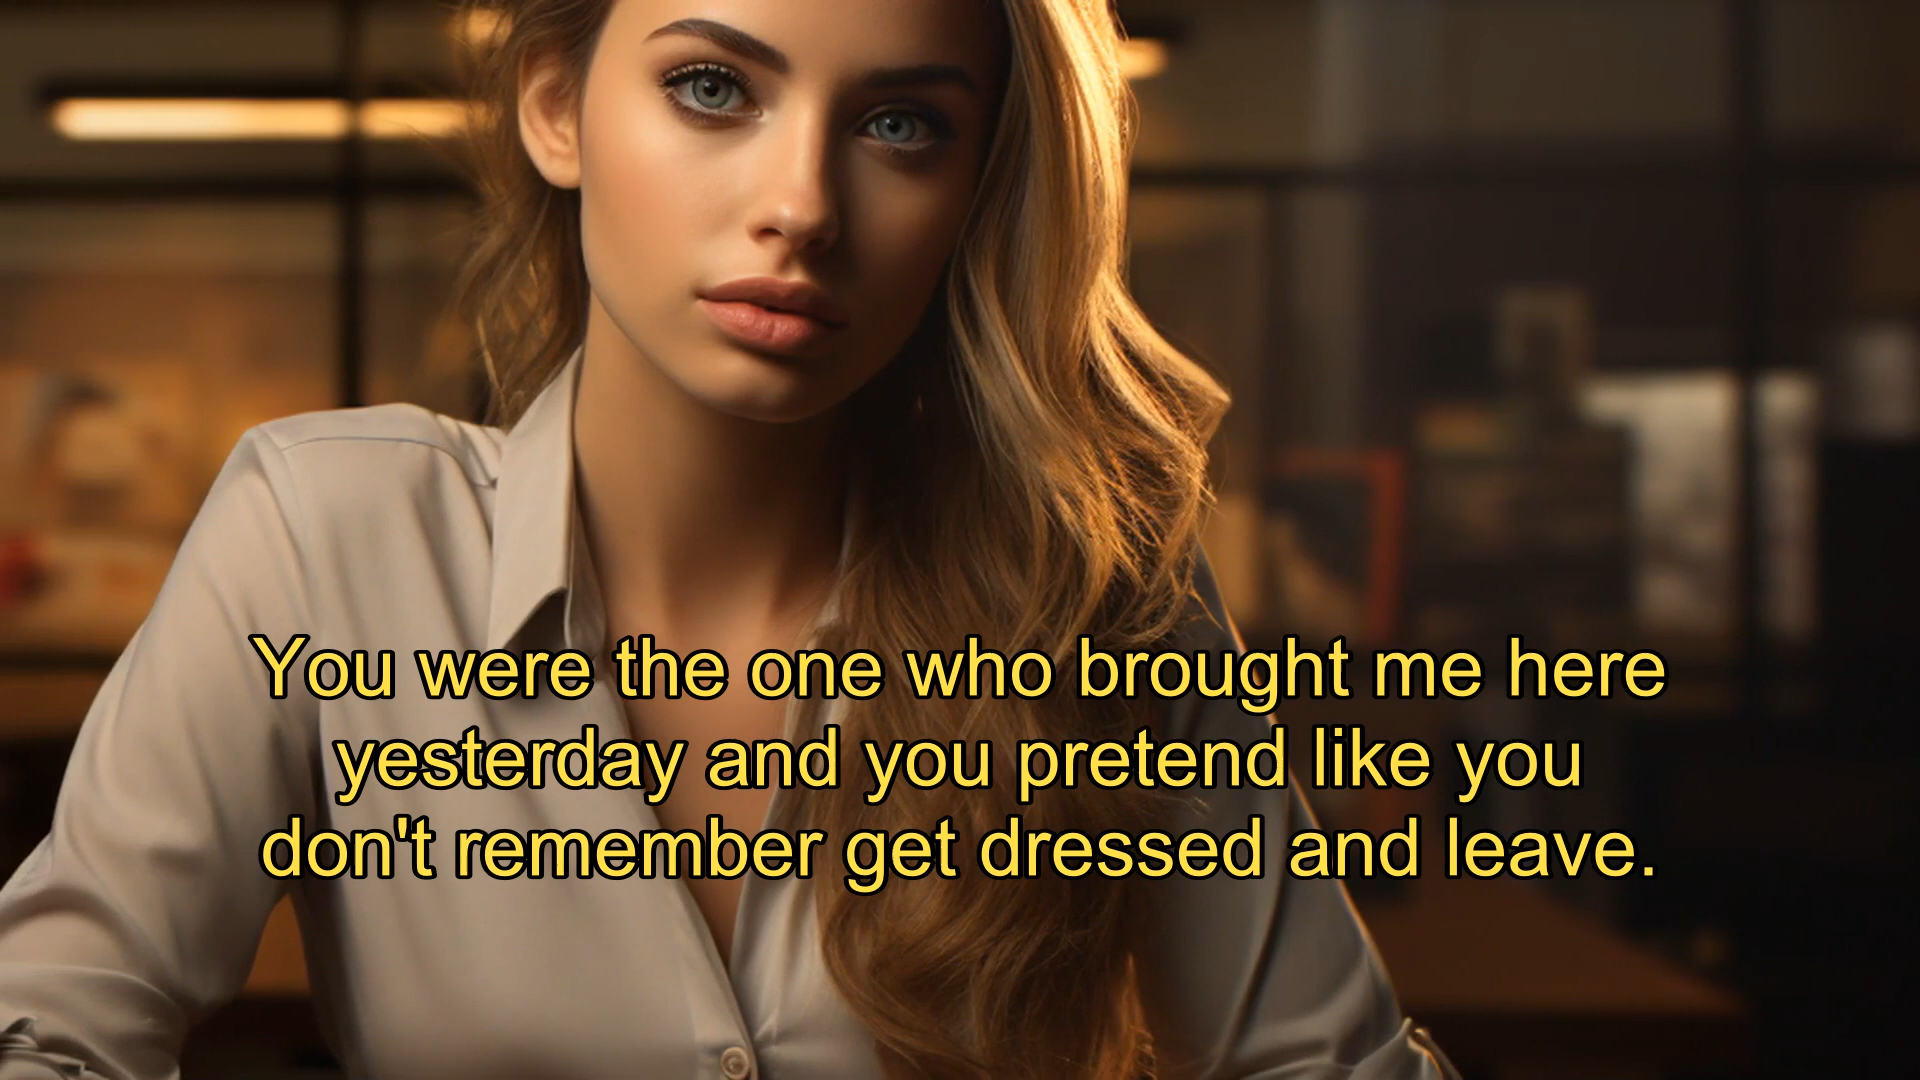 You were the one who brought me here
yesterday and you pretend like you
don't remember get dressed and leave.